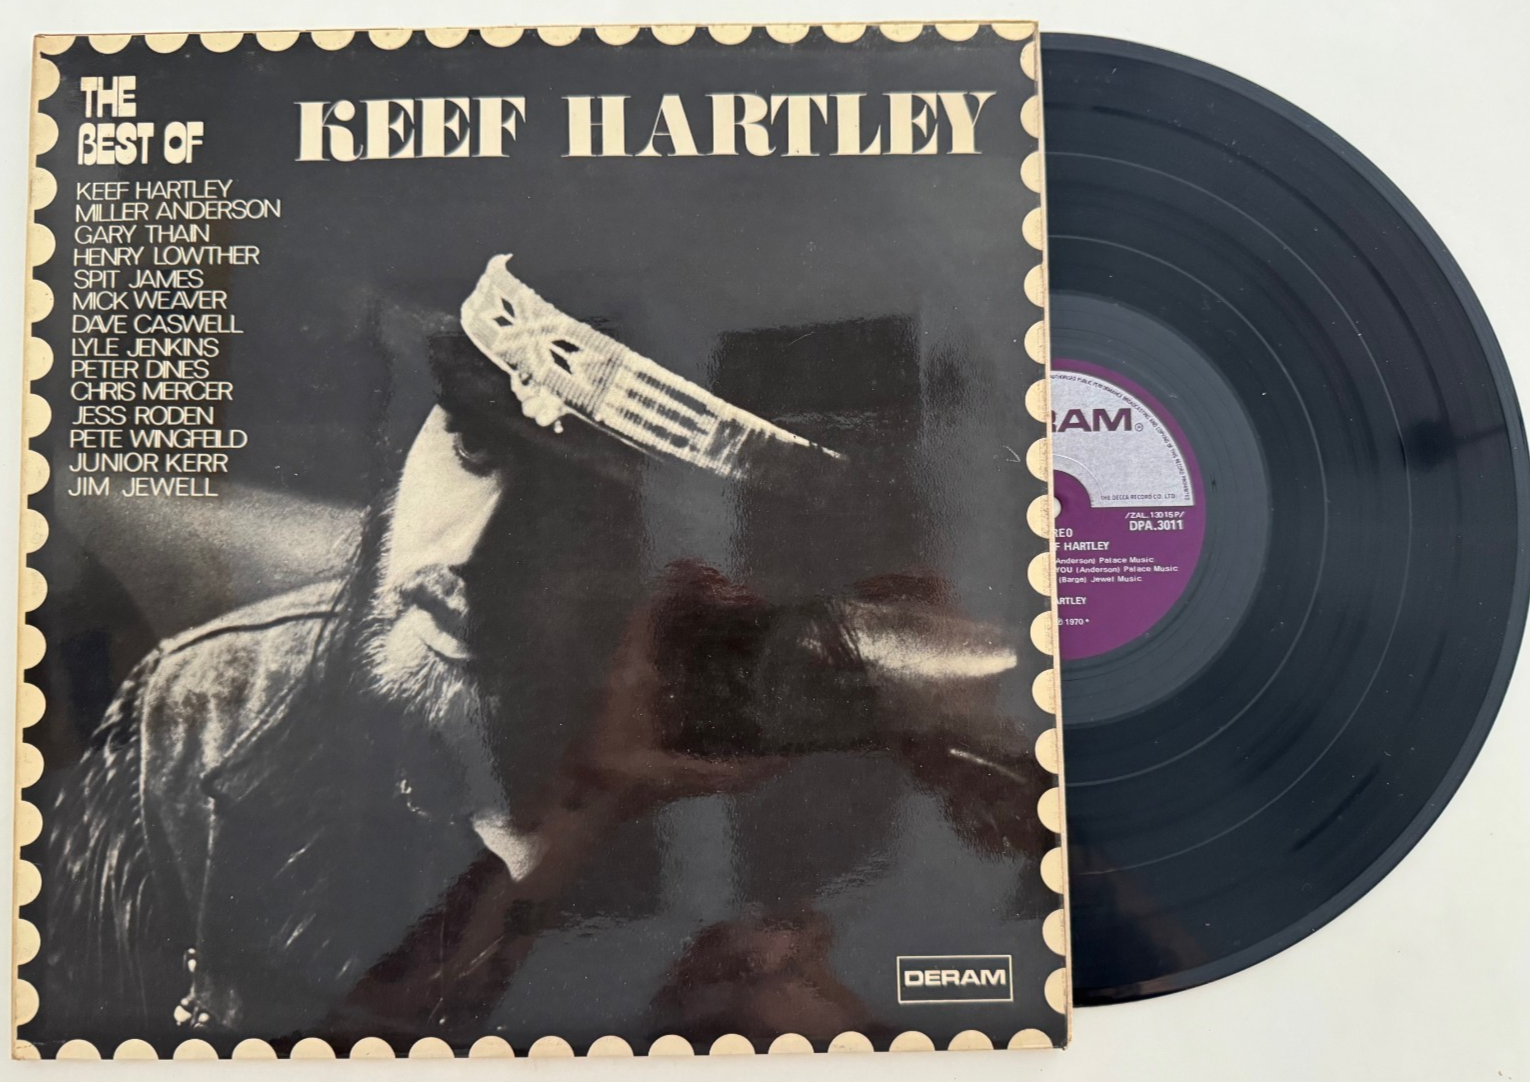 THE
BEST OF
KEEF HARTLEY
KEEF HARTLEY
MILLER ANDERSON
GARY THAIN
HENRY LOWTHER
SPIT JAMES
MICK WEAVER
DAVE CASWELL
LYLE JENKINS
PETER DINES
CHRIS MERCER
JESS RODEN
PETE WINGFEILD
JUNIOR KERR
JIM JEWELL
DERAM
RAM
THE DECCA RECORD CO. LTD.
/ZAL.13015P/
DPA.3011
REO
F HARTLEY
Anderson) Palace Music
YOU (Anderson) Palace Music
(Barge) Jewel Music
ARTLEY
℗ 1970